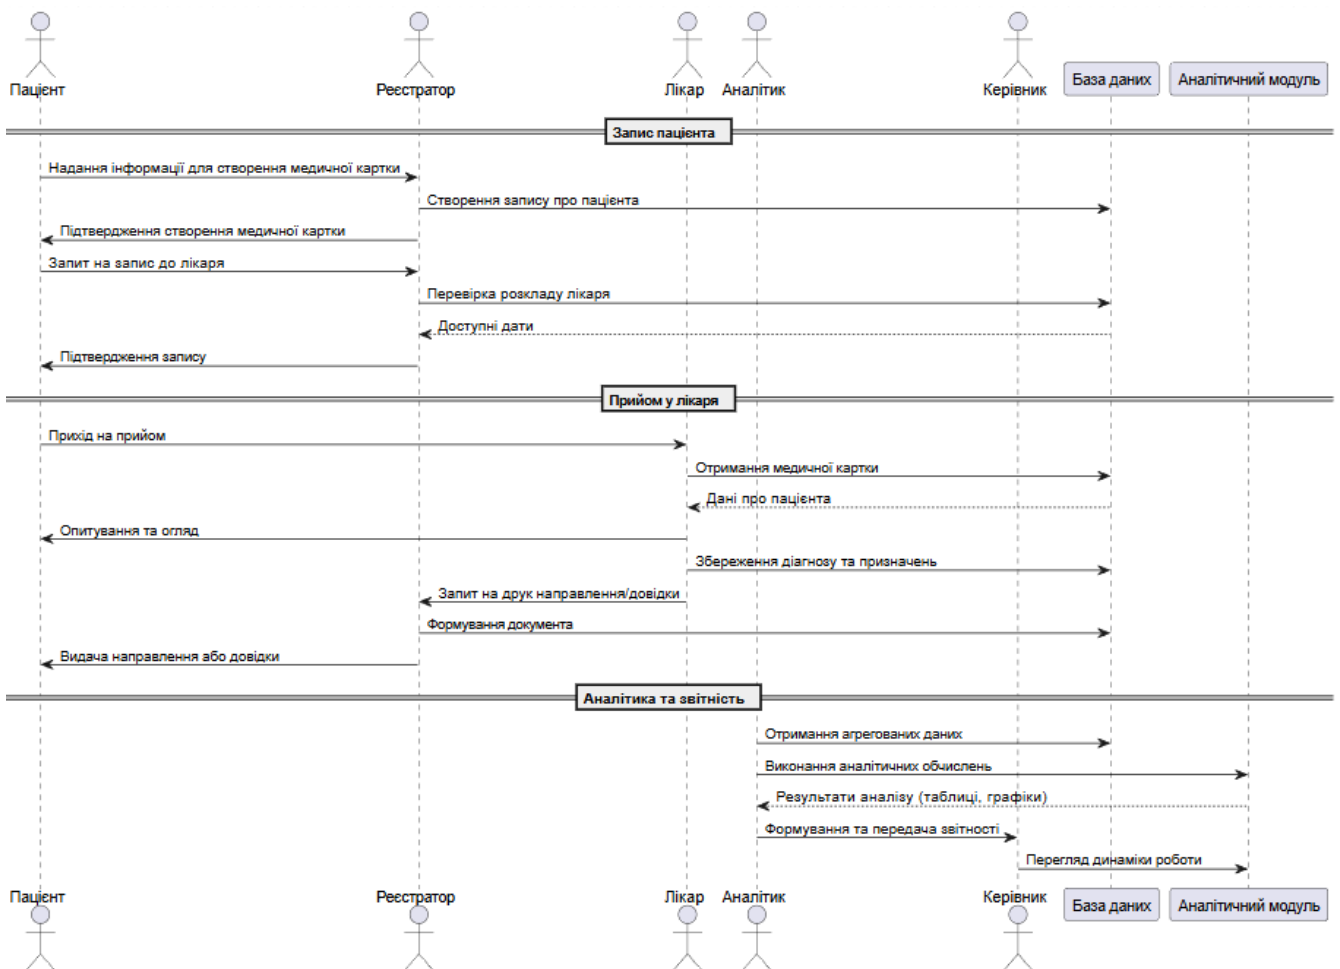 Пацієнт
Реєстратор
Лікар
Аналітик
Керівник
База даних
Аналітичний модуль
Запис пацієнта
Надання інформації для створення медичної картки
Створення запису про пацієнта
Підтвердження створення медичної картки
Запит на запис до лікаря
Перевірка розкладу лікаря
Доступні дати
Підтвердження запису
Прийом у лікаря
Прихід на прийом
Отримання медичної картки
Дані про пацієнта
Опитування та огляд
Збереження діагнозу та призначень
Запит на друк направлення/довідки
Формування документа
Видача направлення або довідки
Аналітика та звітність
Отримання агрегованих даних
Виконання аналітичних обчислень
Результати аналізу (таблиці, графіки)
Формування та передача звітності
Перегляд динаміки роботи
Пацієнт
Реєстратор
Лікар
Аналітик
Керівник
База даних
Аналітичний модуль